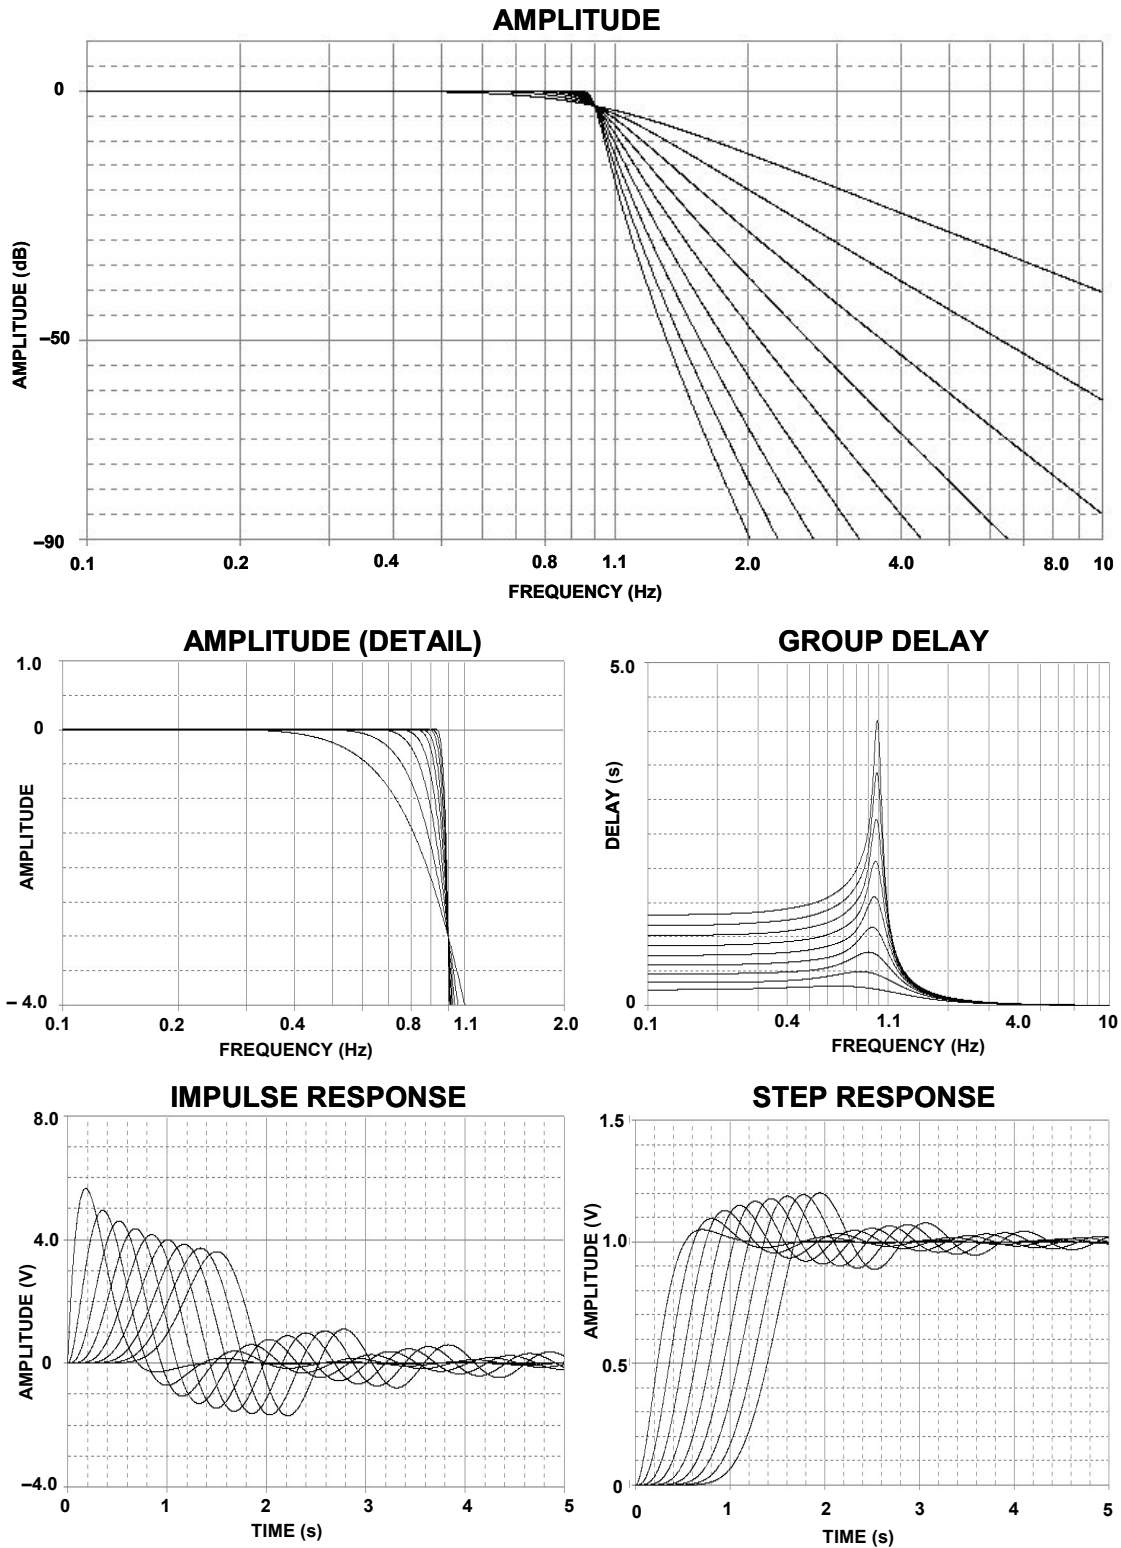 AMPLITUDE
0
–50
–90
AMPLITUDE (dB)
0.1 0.2 0.4 0.8 1.1 2.0 4.0 8.0 10
FREQUENCY (Hz)
AMPLITUDE (DETAIL)
1.0
0
– 4.0
AMPLITUDE
0.1 0.2 0.4 0.8 1.1 2.0
FREQUENCY (Hz)
GROUP DELAY
5.0
0
DELAY (s)
0.1 0.4 1.1 4.0 10
FREQUENCY (Hz)
IMPULSE RESPONSE
8.0
4.0
0
–4.0
AMPLITUDE (V)
0 1 2 3 4 5
TIME (s)
STEP RESPONSE
1.5
1.0
0.5
0
AMPLITUDE (V)
0 1 2 3 4 5
TIME (s)